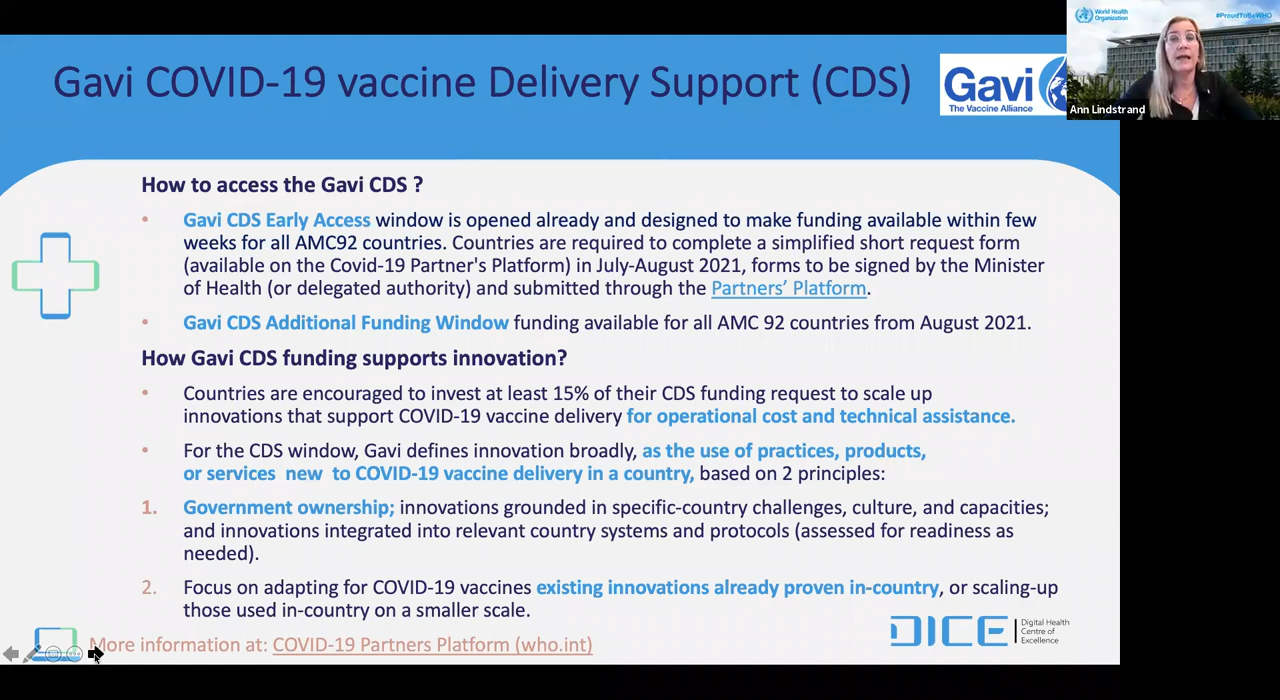 World Health
Organization
#ProudToBeWHO
Gavi COVID-19 vaccine Delivery Support (CDS)
Gavi
The Vaccine Alliance
Ann Lindstrand
How to access the Gavi CDS ?
• Gavi CDS Early Access window is opened already and designed to make funding available within few
weeks for all AMC92 countries. Countries are required to complete a simplified short request form
(available on the Covid-19 Partner's Platform) in July-August 2021, forms to be signed by the Minister
of Health (or delegated authority) and submitted through the Partners’ Platform.
• Gavi CDS Additional Funding Window funding available for all AMC 92 countries from August 2021.
How Gavi CDS funding supports innovation?
• Countries are encouraged to invest at least 15% of their CDS funding request to scale up
innovations that support COVID-19 vaccine delivery for operational cost and technical assistance.
• For the CDS window, Gavi defines innovation broadly, as the use of practices, products,
or services new to COVID-19 vaccine delivery in a country, based on 2 principles:
1. Government ownership; innovations grounded in specific-country challenges, culture, and capacities;
and innovations integrated into relevant country systems and protocols (assessed for readiness as
needed).
2. Focus on adapting for COVID-19 vaccines existing innovations already proven in-country, or scaling-up
those used in-country on a smaller scale.
More information at: COVID-19 Partners Platform (who.int)
DICE
Digital Health
Centre of
Excellence